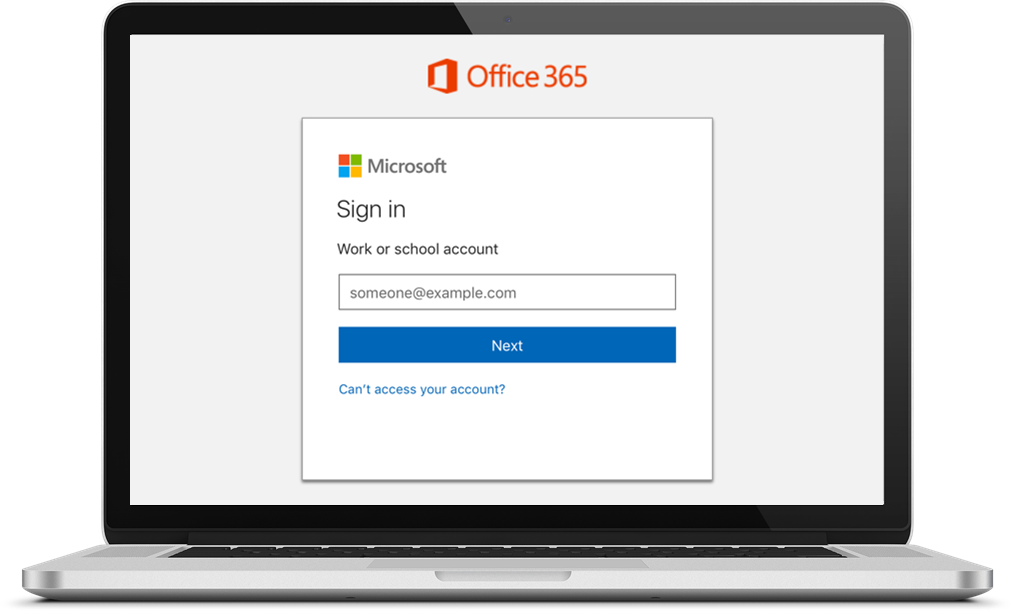 Office 365
Microsoft
Sign in
Work or school account
someone@example.com
Next
Can't access your account?